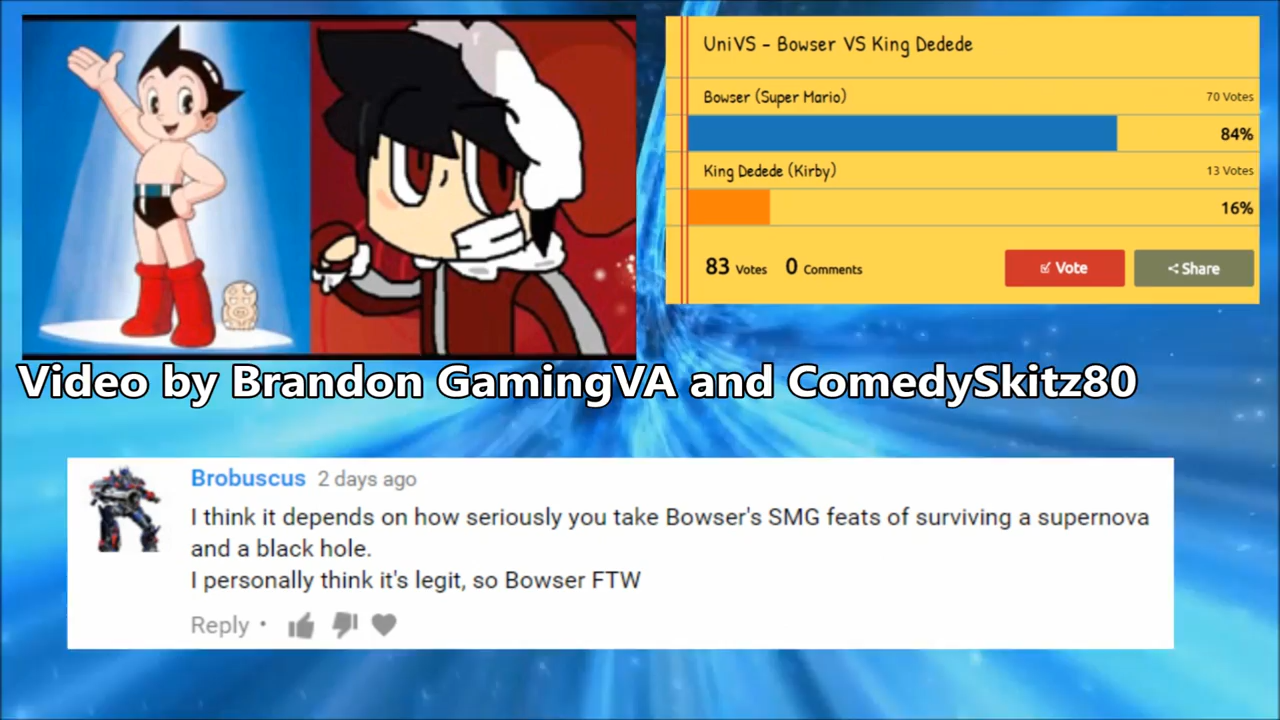 UniVS - Bowser VS King Dedede
Bowser (Super Mario) 70 Votes
84%
King Dedede (Kirby) 13 Votes
16%
83 Votes 0 Comments Vote Share
Video by Brandon GamingVA and ComedySkitz80
Brobuscus 2 days ago
I think it depends on how seriously you take Bowser's SMG feats of surviving a supernova
and a black hole.
I personally think it's legit, so Bowser FTW
Reply •